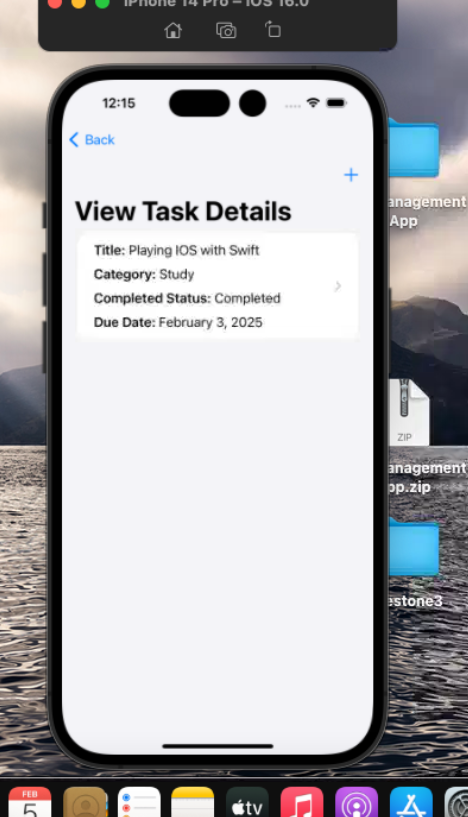 iPhone 14 Pro – iOS 16.0
12:15
Back
+
View Task Details
Title: Playing IOS with Swift
Category: Study
Completed Status: Completed
Due Date: February 3, 2025
anagement
App
ZIP
anagement
pp.zip
estone3
FEB
5
tv